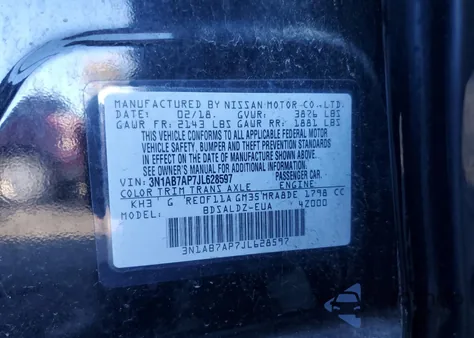 MANUFACTURED BY NISSAN MOTOR CO.,LTD.
DATE: 02/18. GVWR: 3876 LBS
GAWR FR: 2143 LBS GAWR RR: 1881 LBS
THIS VEHICLE CONFORMS TO ALL APPLICABLE FEDERAL MOTOR
VEHICLE SAFETY, BUMPER AND THEFT PREVENTION STANDARDS
IN EFFECT ON THE DATE OF MANUFACTURE SHOWN ABOVE.
SEE OWNER'S MANUAL FOR ADDITIONAL INFORMATION.
VIN: 3N1AB7AP7JL628597 PASSENGER CAR.
COLOR TRIM TRANS AXLE ENGINE
KH3 G RE0F11A GM35 MRA8DE 1798 CC
MODEL: BDSALDZ-EUA 4Z000
3N1AB7AP7JL628597